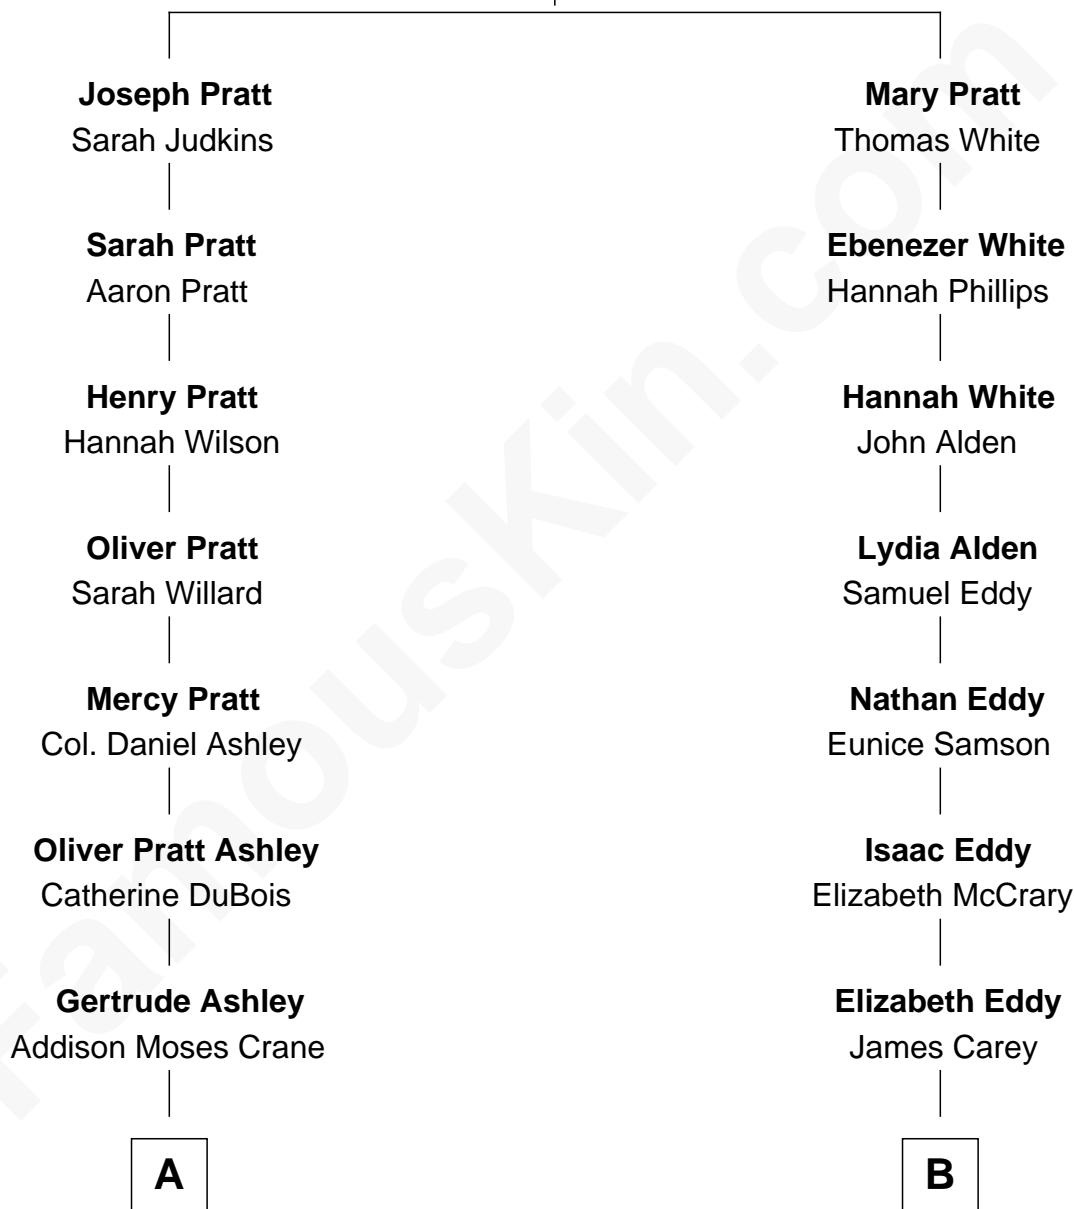 Joseph Pratt
Sarah Judkins
Sarah Pratt
Aaron Pratt
Henry Pratt
Hannah Wilson
Oliver Pratt
Sarah Willard
Mercy Pratt
Col. Daniel Ashley
Oliver Pratt Ashley
Catherine DuBois
Gertrude Ashley
Addison Moses Crane
A
Mary Pratt
Thomas White
Ebenezer White
Hannah Phillips
Hannah White
John Alden
Lydia Alden
Samuel Eddy
Nathan Eddy
Eunice Samson
Isaac Eddy
Elizabeth McCrary
Elizabeth Eddy
James Carey
B
FamousKin.com